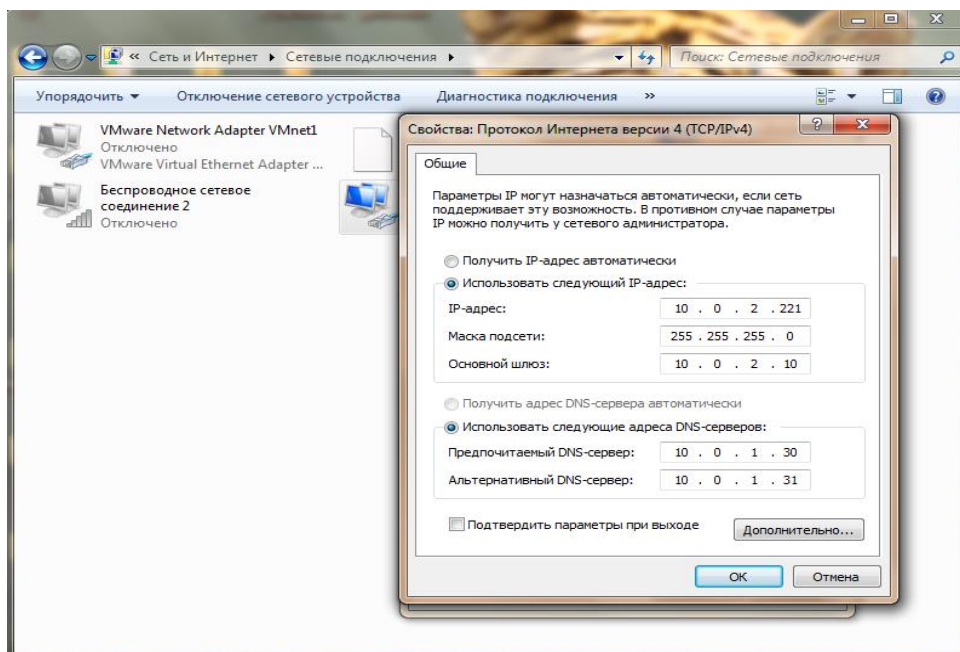 « Сеть и Интернет ▸ Сетевые подключения ▸
Поиск: Сетевые подключения
Упорядочить ▾ Отключение сетевого устройства Диагностика подключения »
VMware Network Adapter VMnet1
Отключено
VMware Virtual Ethernet Adapter ...
Беспроводное сетевое
соединение 2
Отключено
Свойства: Протокол Интернета версии 4 (TCP/IPv4)
Общие
Параметры IP могут назначаться автоматически, если сеть
поддерживает эту возможность. В противном случае параметры
IP можно получить у сетевого администратора.
Получить IP-адрес автоматически
Использовать следующий IP-адрес:
IP-адрес: 10 . 0 . 2 . 221
Маска подсети: 255 . 255 . 255 . 0
Основной шлюз: 10 . 0 . 2 . 10
Получить адрес DNS-сервера автоматически
Использовать следующие адреса DNS-серверов:
Предпочитаемый DNS-сервер: 10 . 0 . 1 . 30
Альтернативный DNS-сервер: 10 . 0 . 1 . 31
Подтвердить параметры при выходе
Дополнительно...
ОК Отмена